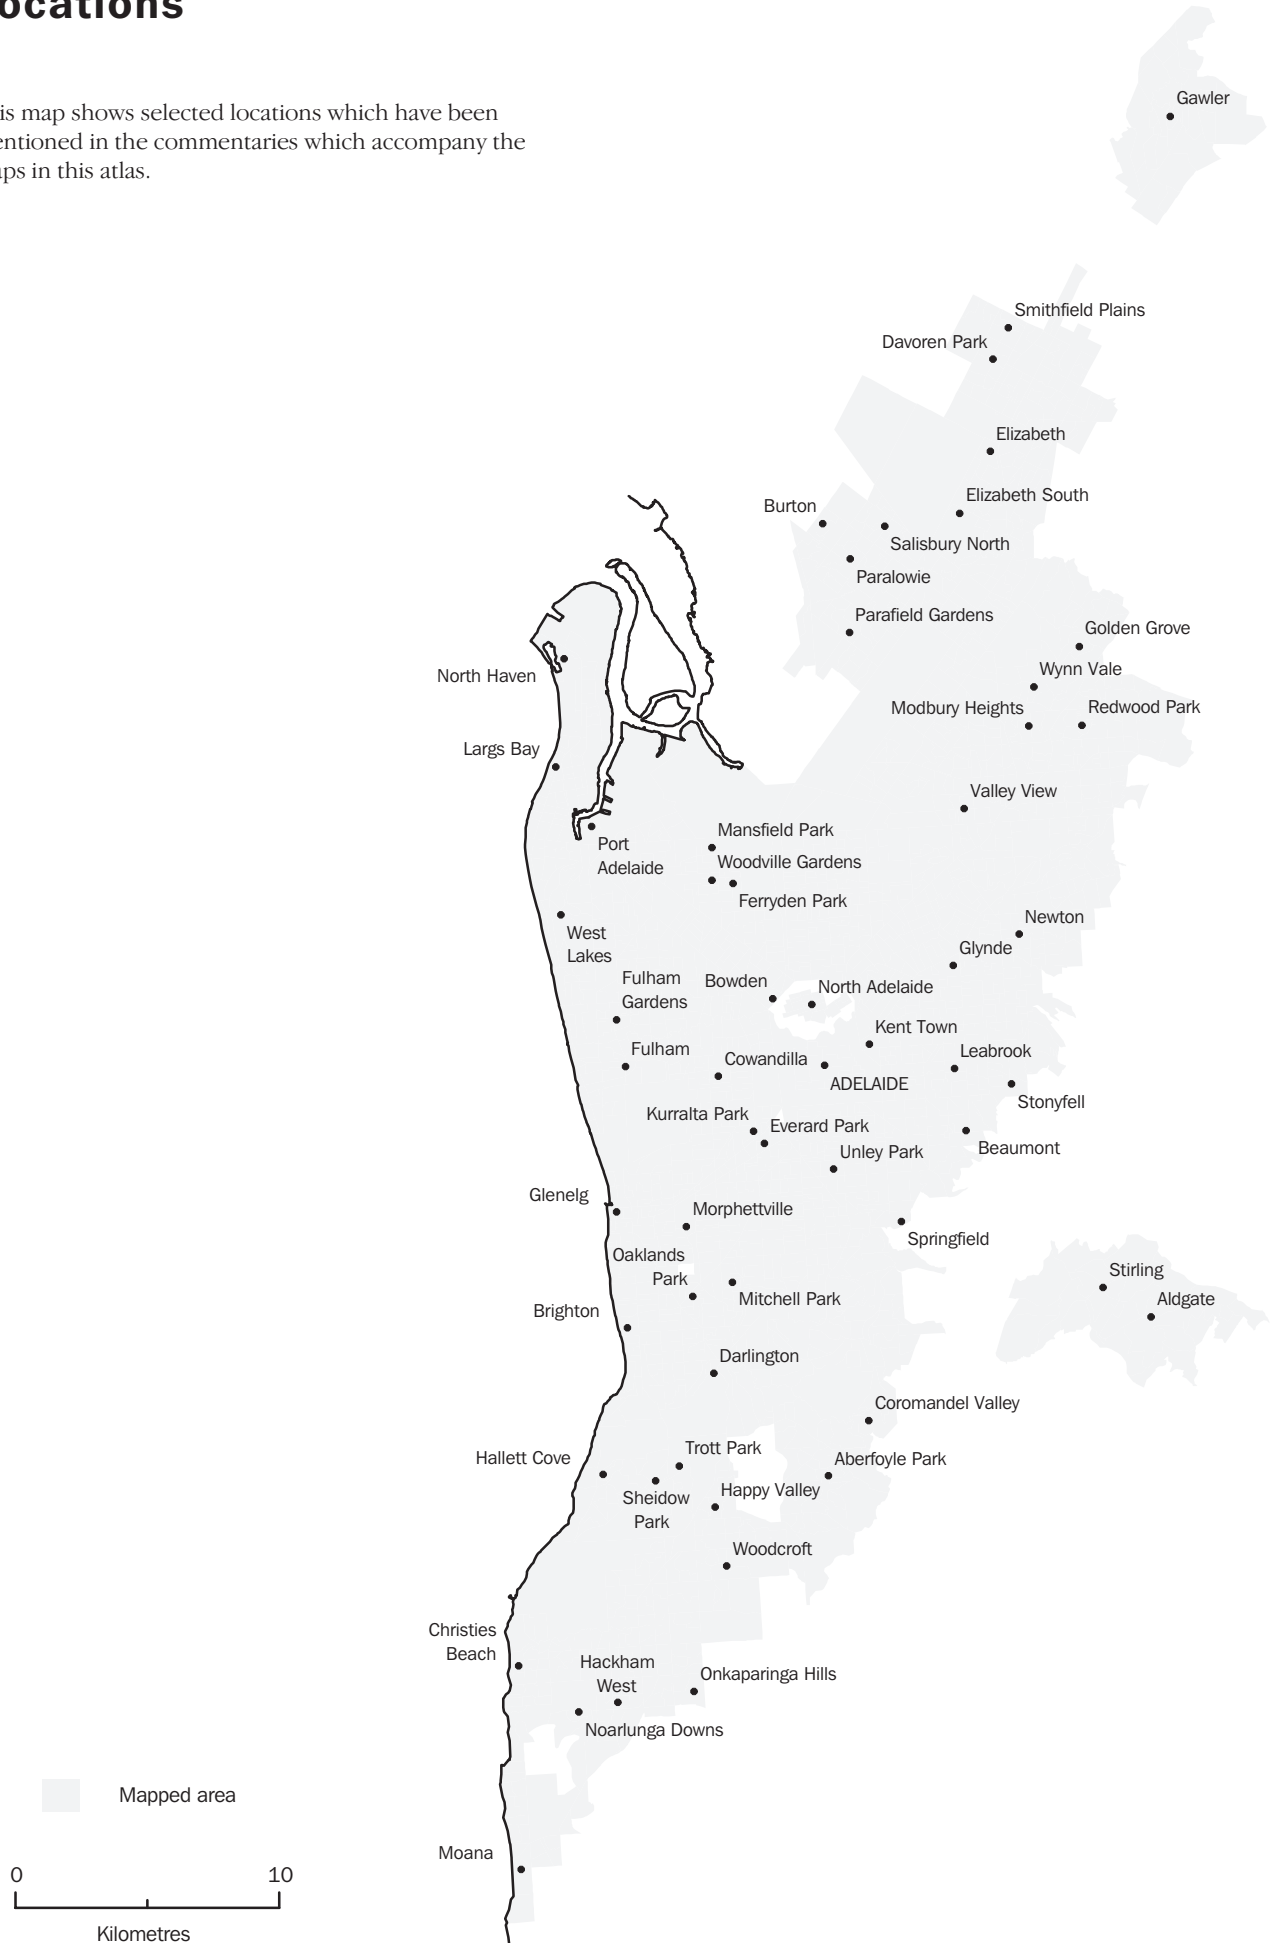 ocations
is map shows selected locations which have been
entioned in the commentaries which accompany the
ps in this atlas.
Gawler
Smithfield Plains
Davoren Park
Elizabeth
Elizabeth South
Burton
Salisbury North
Paralowie
Parafield Gardens
Golden Grove
Wynn Vale
North Haven
Modbury Heights
Redwood Park
Largs Bay
Valley View
Mansfield Park
Port
Adelaide
Woodville Gardens
Ferryden Park
Newton
West
Lakes
Glynde
Fulham
Gardens
Bowden
North Adelaide
Kent Town
Fulham
Cowandilla
Leabrook
ADELAIDE
Stonyfell
Kurralta Park
Everard Park
Unley Park
Beaumont
Glenelg
Morphettville
Springfield
Oaklands
Park
Stirling
Mitchell Park
Aldgate
Brighton
Darlington
Coromandel Valley
Hallett Cove
Trott Park
Aberfoyle Park
Sheidow
Park
Happy Valley
Woodcroft
Christies
Beach
Hackham
West
Onkaparinga Hills
Noarlunga Downs
Mapped area
Moana
0 10
Kilometres